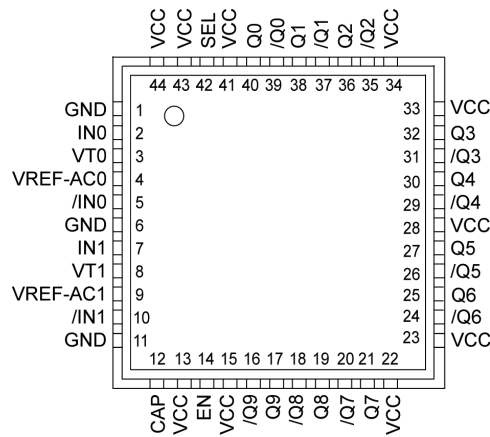 VCC VCC SEL VCC Q0 /Q0 Q1 /Q1 Q2 /Q2 VCC
44 43 42 41 40 39 38 37 36 35 34
GND 1 33 VCC
IN0 2 32 Q3
VT0 3 31 /Q3
VREF-AC0 4 30 Q4
/IN0 5 29 /Q4
GND 6 28 VCC
IN1 7 27 Q5
VT1 8 26 /Q5
VREF-AC1 9 25 Q6
/IN1 10 24 /Q6
GND 11 23 VCC
12 13 14 15 16 17 18 19 20 21 22
CAP VCC EN VCC /Q9 Q9 /Q8 Q8 /Q7 Q7 VCC